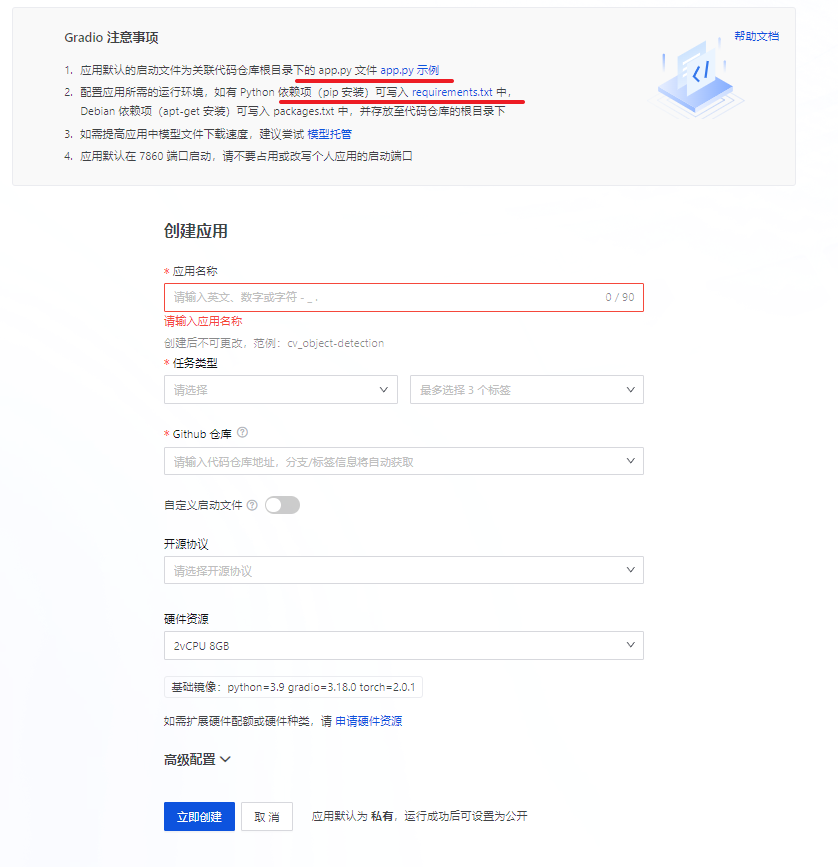 Gradio 注意事项
帮助文档
1. 应用默认的启动文件为关联代码仓库根目录下的 app.py 文件 app.py 示例
2. 配置应用所需的运行环境，如有 Python 依赖项（pip 安装）可写入 requirements.txt 中，
Debian 依赖项（apt-get 安装）可写入 packages.txt 中，并存放至代码仓库的根目录下
3. 如需提高应用中模型文件下载速度，建议尝试 模型托管
4. 应用默认在 7860 端口启动，请不要占用或改写个人应用的启动端口
创建应用
* 应用名称
请输入英文、数字或字符 - _ . 0 / 90
请输入应用名称
创建后不可更改，范例：cv_object-detection
* 任务类型
请选择 最多选择 3 个标签
* Github 仓库 ?
请输入代码仓库地址，分支/标签信息将自动获取
自定义启动文件 ?
开源协议
请选择开源协议
硬件资源
2vCPU 8GB
基础镜像：python=3.9 gradio=3.18.0 torch=2.0.1
如需扩展硬件配额或硬件种类，请 申请硬件资源
高级配置
立即创建 取 消 应用默认为 私有，运行成功后可设置为公开